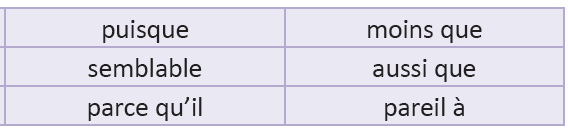 puisque moins que
semblable aussi que
parce qu’il pareil à